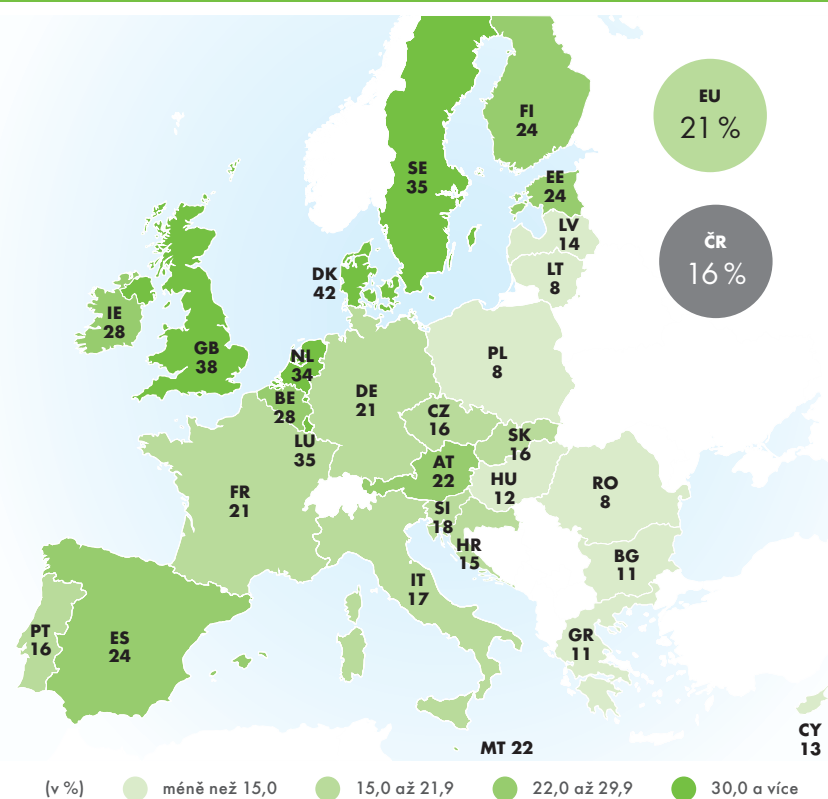 EU
21 %
ČR
16 %
FI
24
SE
35
EE
24
LV
14
LT
8
DK
42
IE
28
GB
38
NL
34
BE
28
LU
35
DE
21
PL
8
CZ
16
SK
16
AT
22
HU
12
RO
8
FR
21
SI
18
HR
15
BG
11
IT
17
PT
16
ES
24
GR
11
CY
13
MT 22
(v %) méně než 15,0 15,0 až 21,9 22,0 až 29,9 30,0 a více